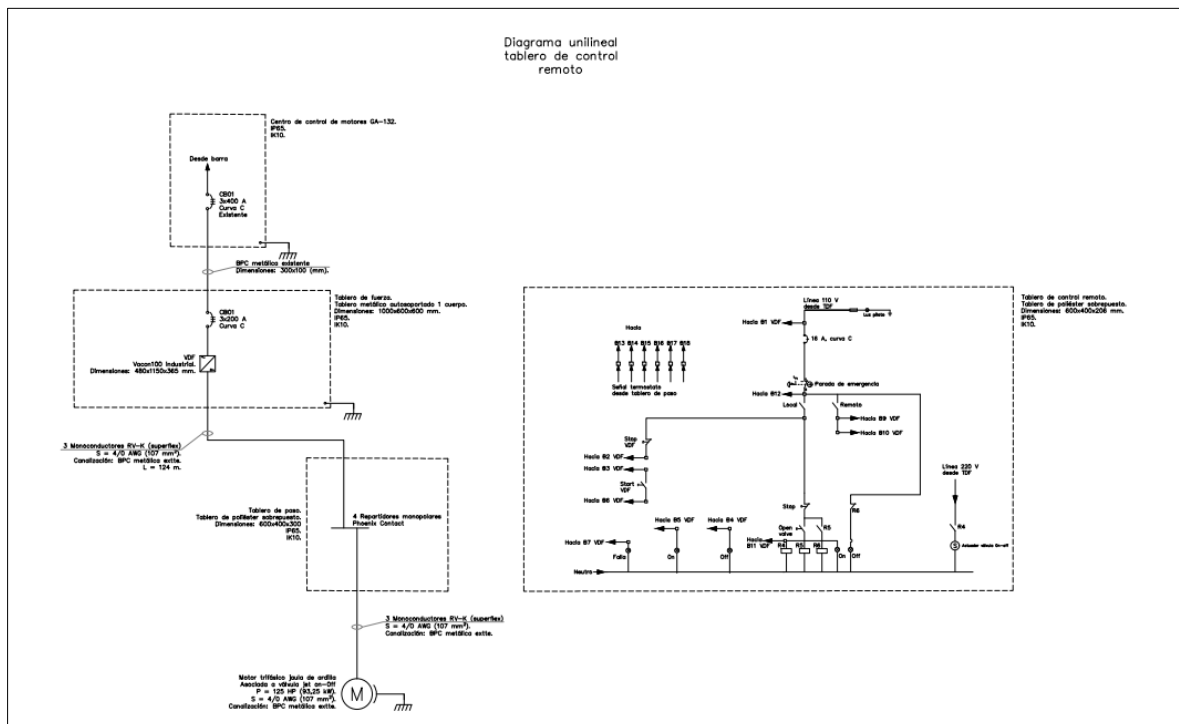 Diagrama unilineal
tablero de control
remoto
Centro de control de motores GA-132.
IP65.
IK10.
Desde barra
CB01
3x400 A
Curva C
Existente
BPC metálica existente
Dimensiones: 300x100 (mm).
Tablero de fuerza.
Tablero metálico autosoportado 1 cuerpo.
Dimensiones: 1000x600x600 mm.
IP65.
IK10.
CB01
3x200 A
Curva C
VDF
Vacon100 Industrial.
Dimensiones: 480x1150x365 mm.
3 Monoconductores RV-K (superflex)
S = 4/0 AWG (107 mm²).
Canalización: BPC metálica extte.
L = 124 m.
Tablero de paso.
Tablero de poliéster sobrepuesto.
Dimensiones: 600x400x300
IP65.
IK10.
4 Repartidores monopolares
Phoenix Contact
3 Monoconductores RV-K (superflex)
S = 4/0 AWG (107 mm²).
Canalización: BPC metálica extte.
Motor trifásico jaula de ardilla
Asociada a válvula jet on-Off
P = 125 HP (93,25 kW).
S = 4/0 AWG (107 mm²).
Canalización: BPC metálica extte.
M
Tablero de control remoto.
Tablero de poliéster sobrepuesto.
Dimensiones: 600x400x206 mm.
IP65.
IK10.
Línea 110 V
desde TDF
Luz piloto
Hacia B1 VDF
16 A, curva C
Hacia
B13 B14 B15 B16 B17 B18
Señal termostato
desde tablero de paso
Parada de emergencia
Hacia B12
Local
Remoto
Hacia B9 VDF
Hacia B10 VDF
Stop
VDF
Hacia B2 VDF
Hacia B3 VDF
Start
VDF
Hacia B6 VDF
Línea 220 V
desde TDF
Stop
R6
Hacia B5 VDF
Hacia B4 VDF
Open
valve
R5
R4
Hacia B7 VDF
Hacia
B11 VDF
R4
R5
R6
S
Actuador válvula On-off
Falla
On
Off
On
Off
Neutro